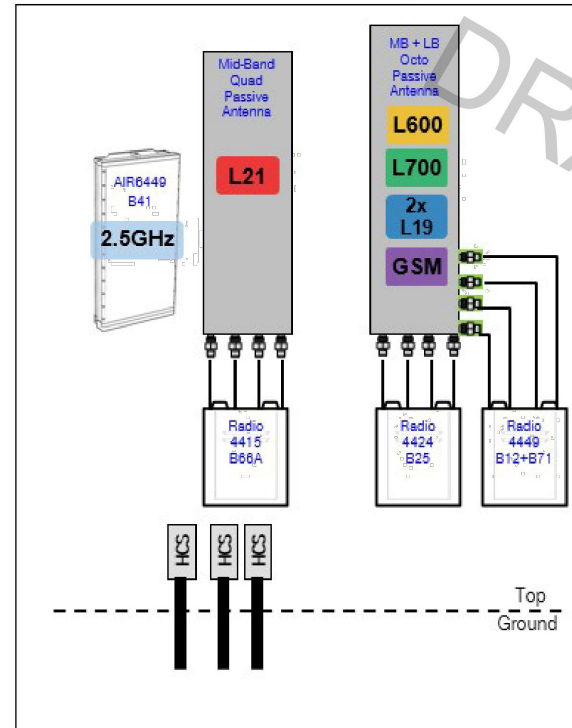 Mid-Band
Quad
Passive
Antenna
L21
MB + LB
Octo
Passive
Antenna
L600
L700
2x
L19
GSM
AIR6449
B41
2.5GHz
Radio
4415
B66A
Radio
4424
B25
Radio
4449
B12+B71
HCS
HCS
HCS
Top
Ground
DRA